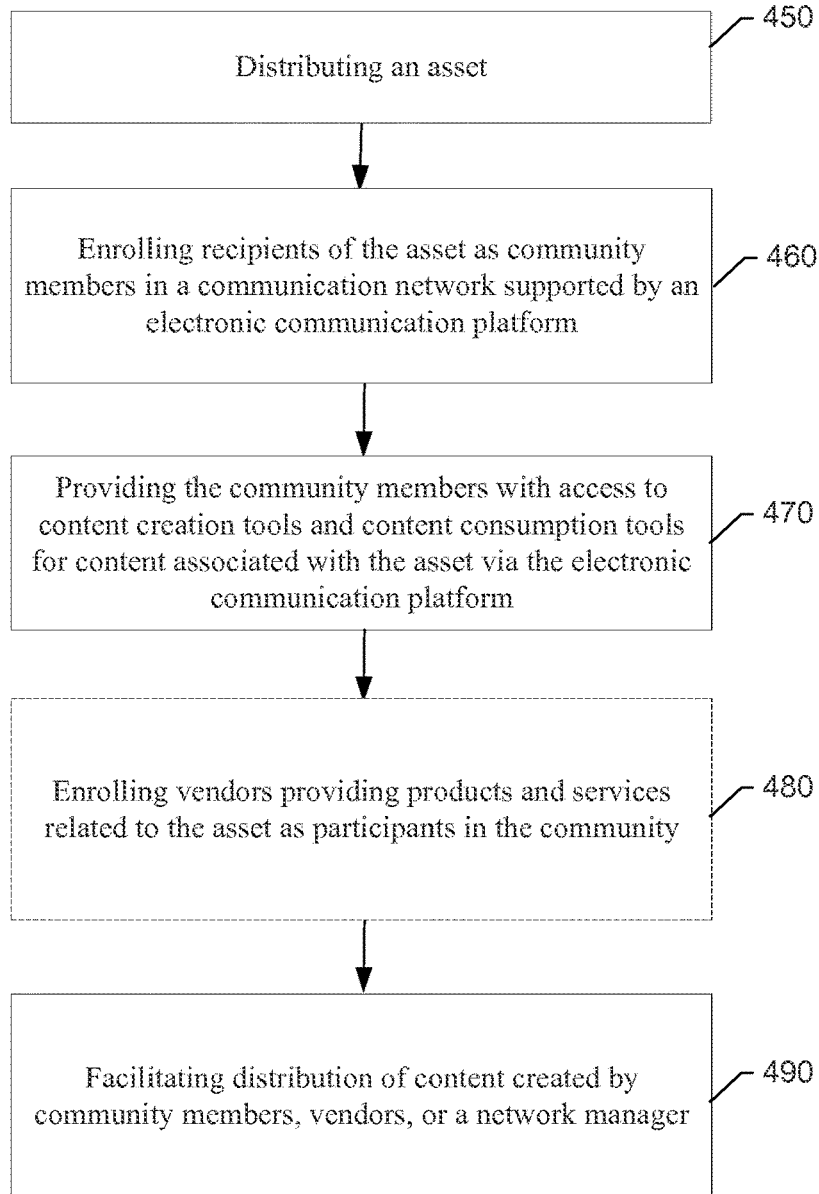 450
Distributing an asset
Enrolling recipients of the asset as community
members in a communication network supported by an
electronic communication platform
460
Providing the community members with access to
content creation tools and content consumption tools
for content associated with the asset via the electronic
communication platform
470
Enrolling vendors providing products and services
related to the asset as participants in the community
480
Facilitating distribution of content created by
community members, vendors, or a network manager
490